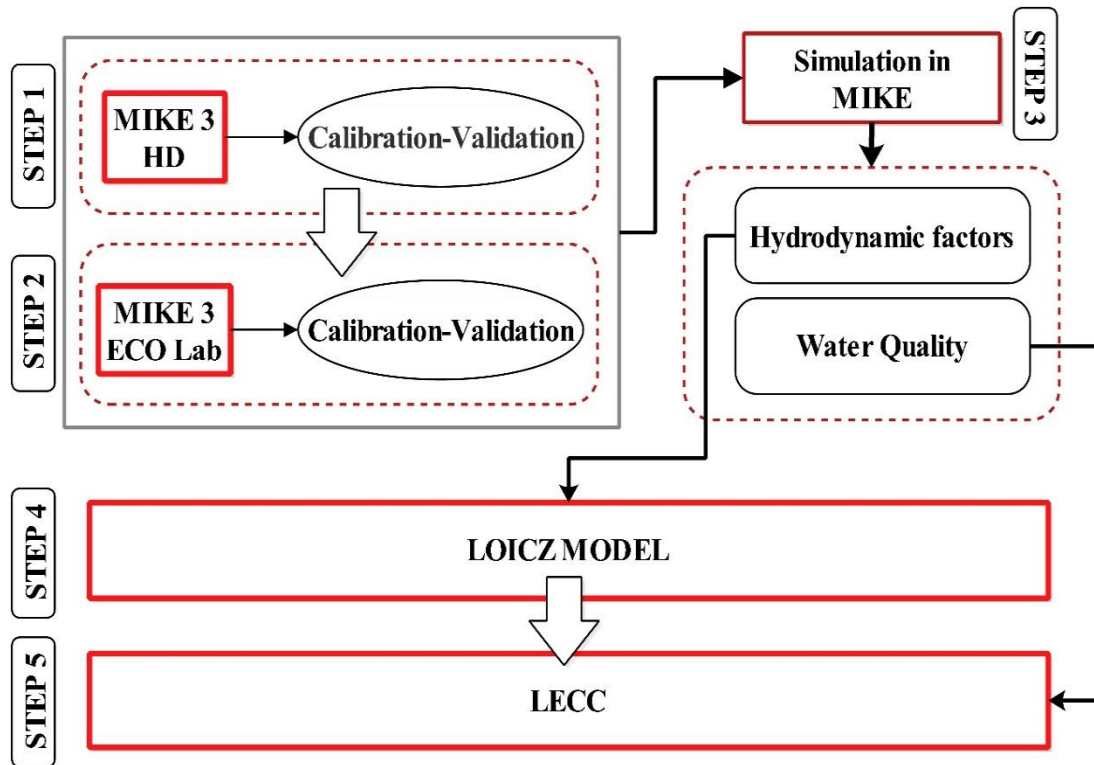 STEP 1
MIKE 3
HD
Calibration-Validation
STEP 2
MIKE 3
ECO Lab
Calibration-Validation
Simulation in
MIKE
STEP 3
Hydrodynamic factors
Water Quality
STEP 4
LOICZ MODEL
STEP 5
LECC